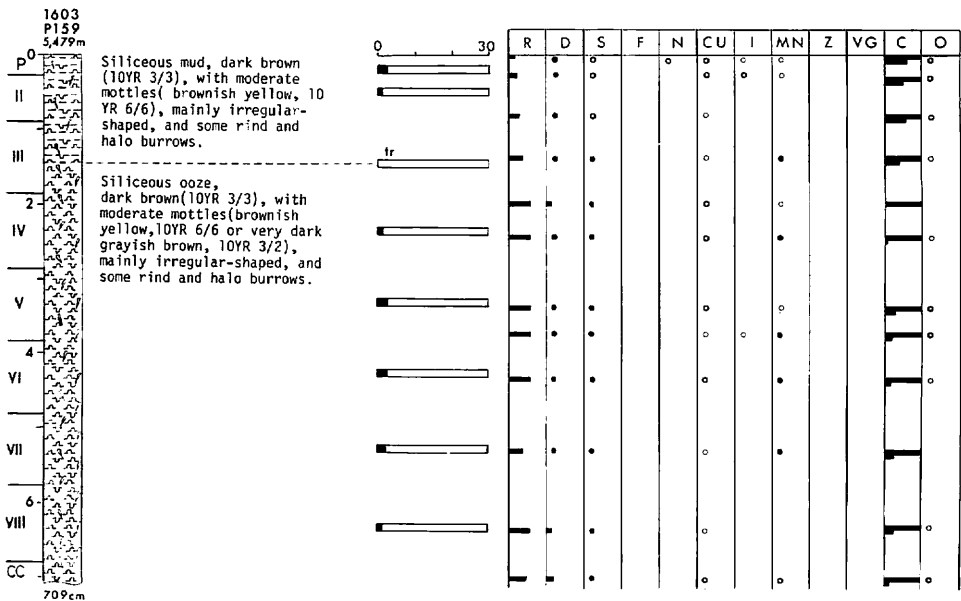 1603
P159
5,479m
0
P
II
III
2
IV
V
4
VI
VII
6
VIII
CC
709cm
Siliceous mud, dark brown
(10YR 3/3), with moderate
mottles( brownish yellow, 10
YR 6/6), mainly irregular-
shaped, and some rind and
halo burrows.
Siliceous ooze,
dark brown(10YR 3/3), with
moderate mottles(brownish
yellow,10YR 6/6 or very dark
grayish brown, 10YR 3/2),
mainly irregular-shaped, and
some rind and halo burrows.
0 30
tr
R D S F N CU I MN Z VG C O